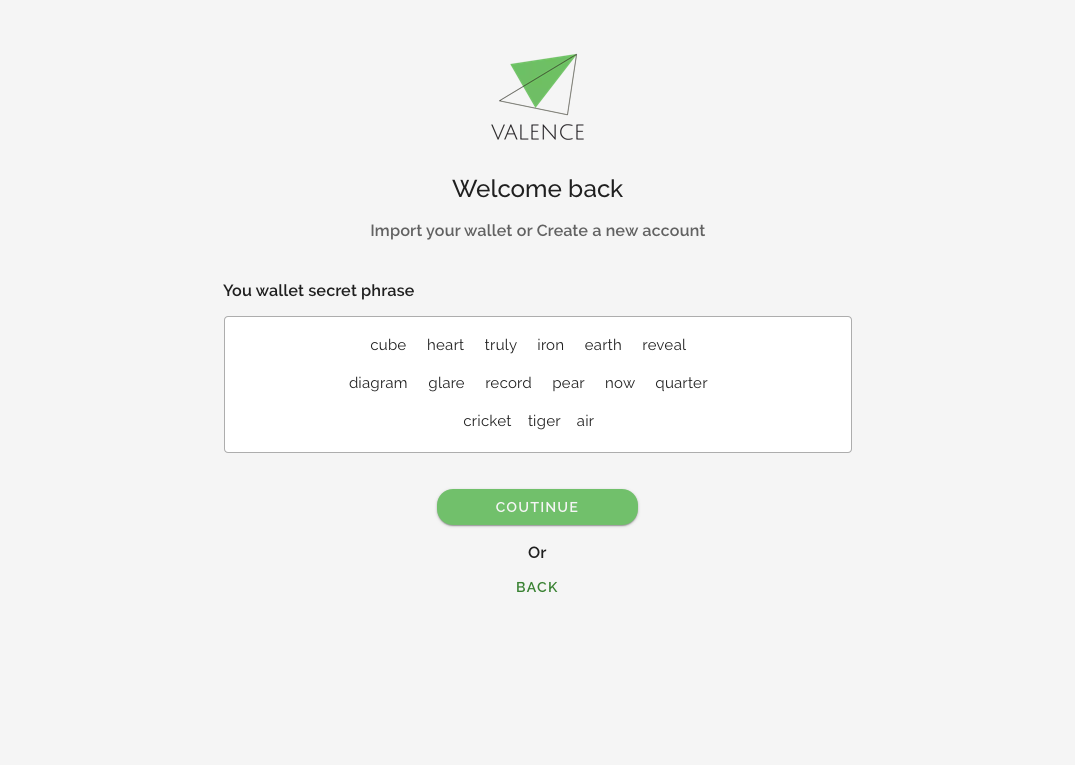 VALENCE
Welcome back
Import your wallet or Create a new account
You wallet secret phrase
cube heart truly iron earth reveal
diagram glare record pear now quarter
cricket tiger air
COUTINUE
Or
BACK